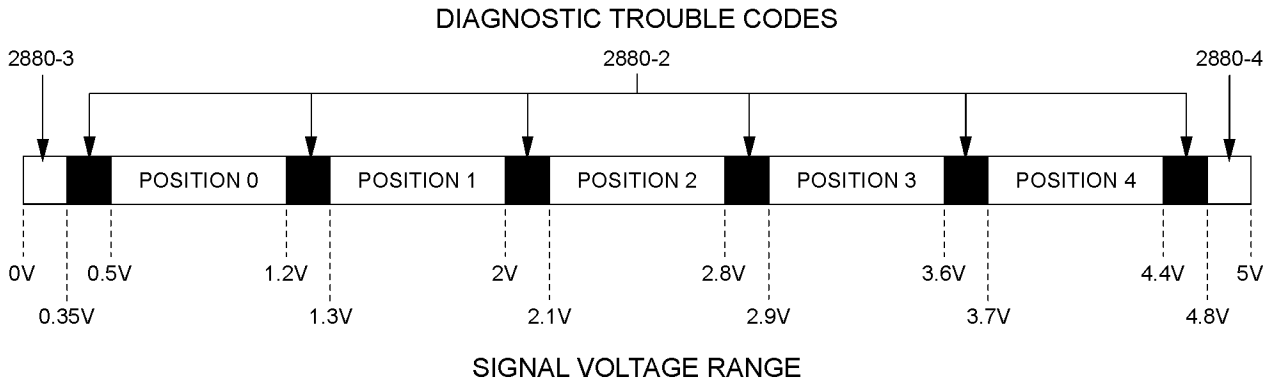 DIAGNOSTIC TROUBLE CODES
2880-3 2880-2 2880-4
POSITION 0 POSITION 1 POSITION 2 POSITION 3 POSITION 4
0V 0.5V 1.2V 2V 2.8V 3.6V 4.4V 5V
0.35V 1.3V 2.1V 2.9V 3.7V 4.8V
SIGNAL VOLTAGE RANGE